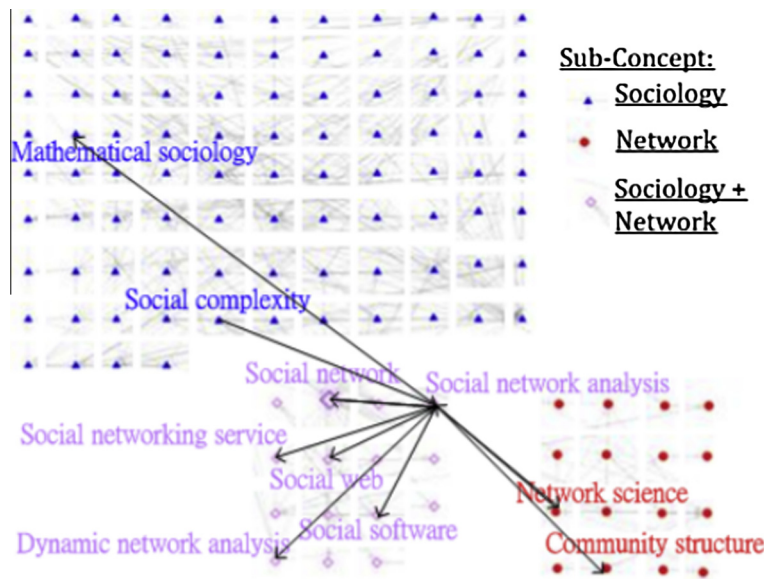 Sub-Concept:
Sociology
Network
Sociology +
Network
Mathematical sociology
Social complexity
Social network
Social network analysis
Social networking service
Social web
Network science
Social software
Dynamic network analysis
Community structure